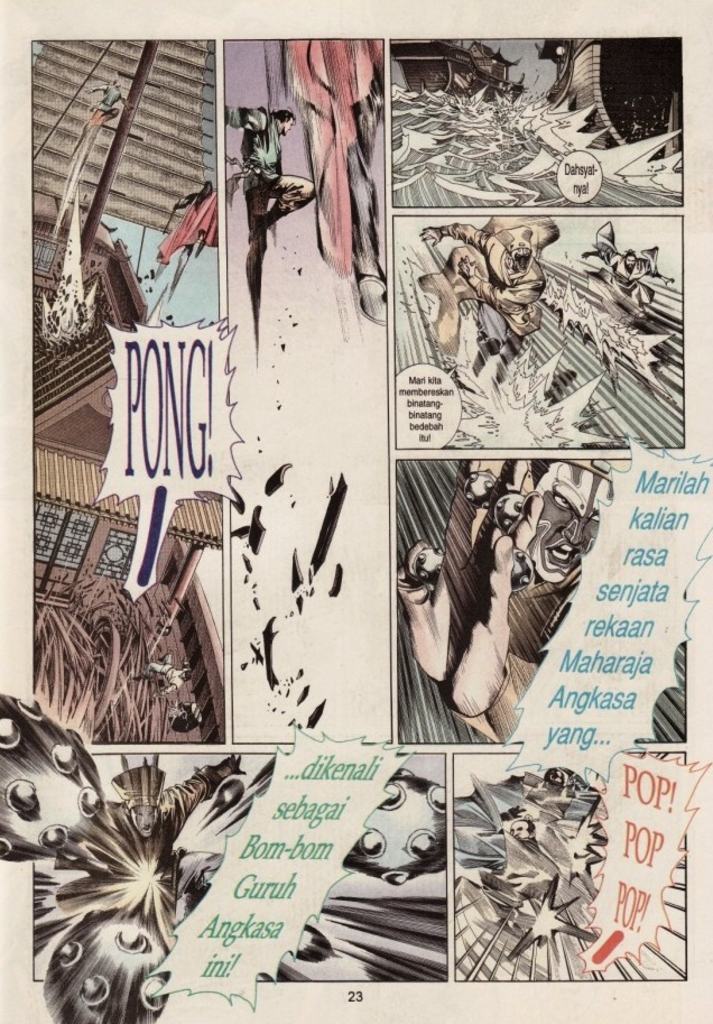 PONG!
Dahsyat-
nya!
Mari kita
membereskan
binatang-
binatang
bedebah
itu!
Marilah
kalian
rasa
senjata
rekaan
Maharaja
Angkasa
yang...
...dikenali
sebagai
Bom-bom
Guruh
Angkasa
ini!
POP!
POP
POP!
23